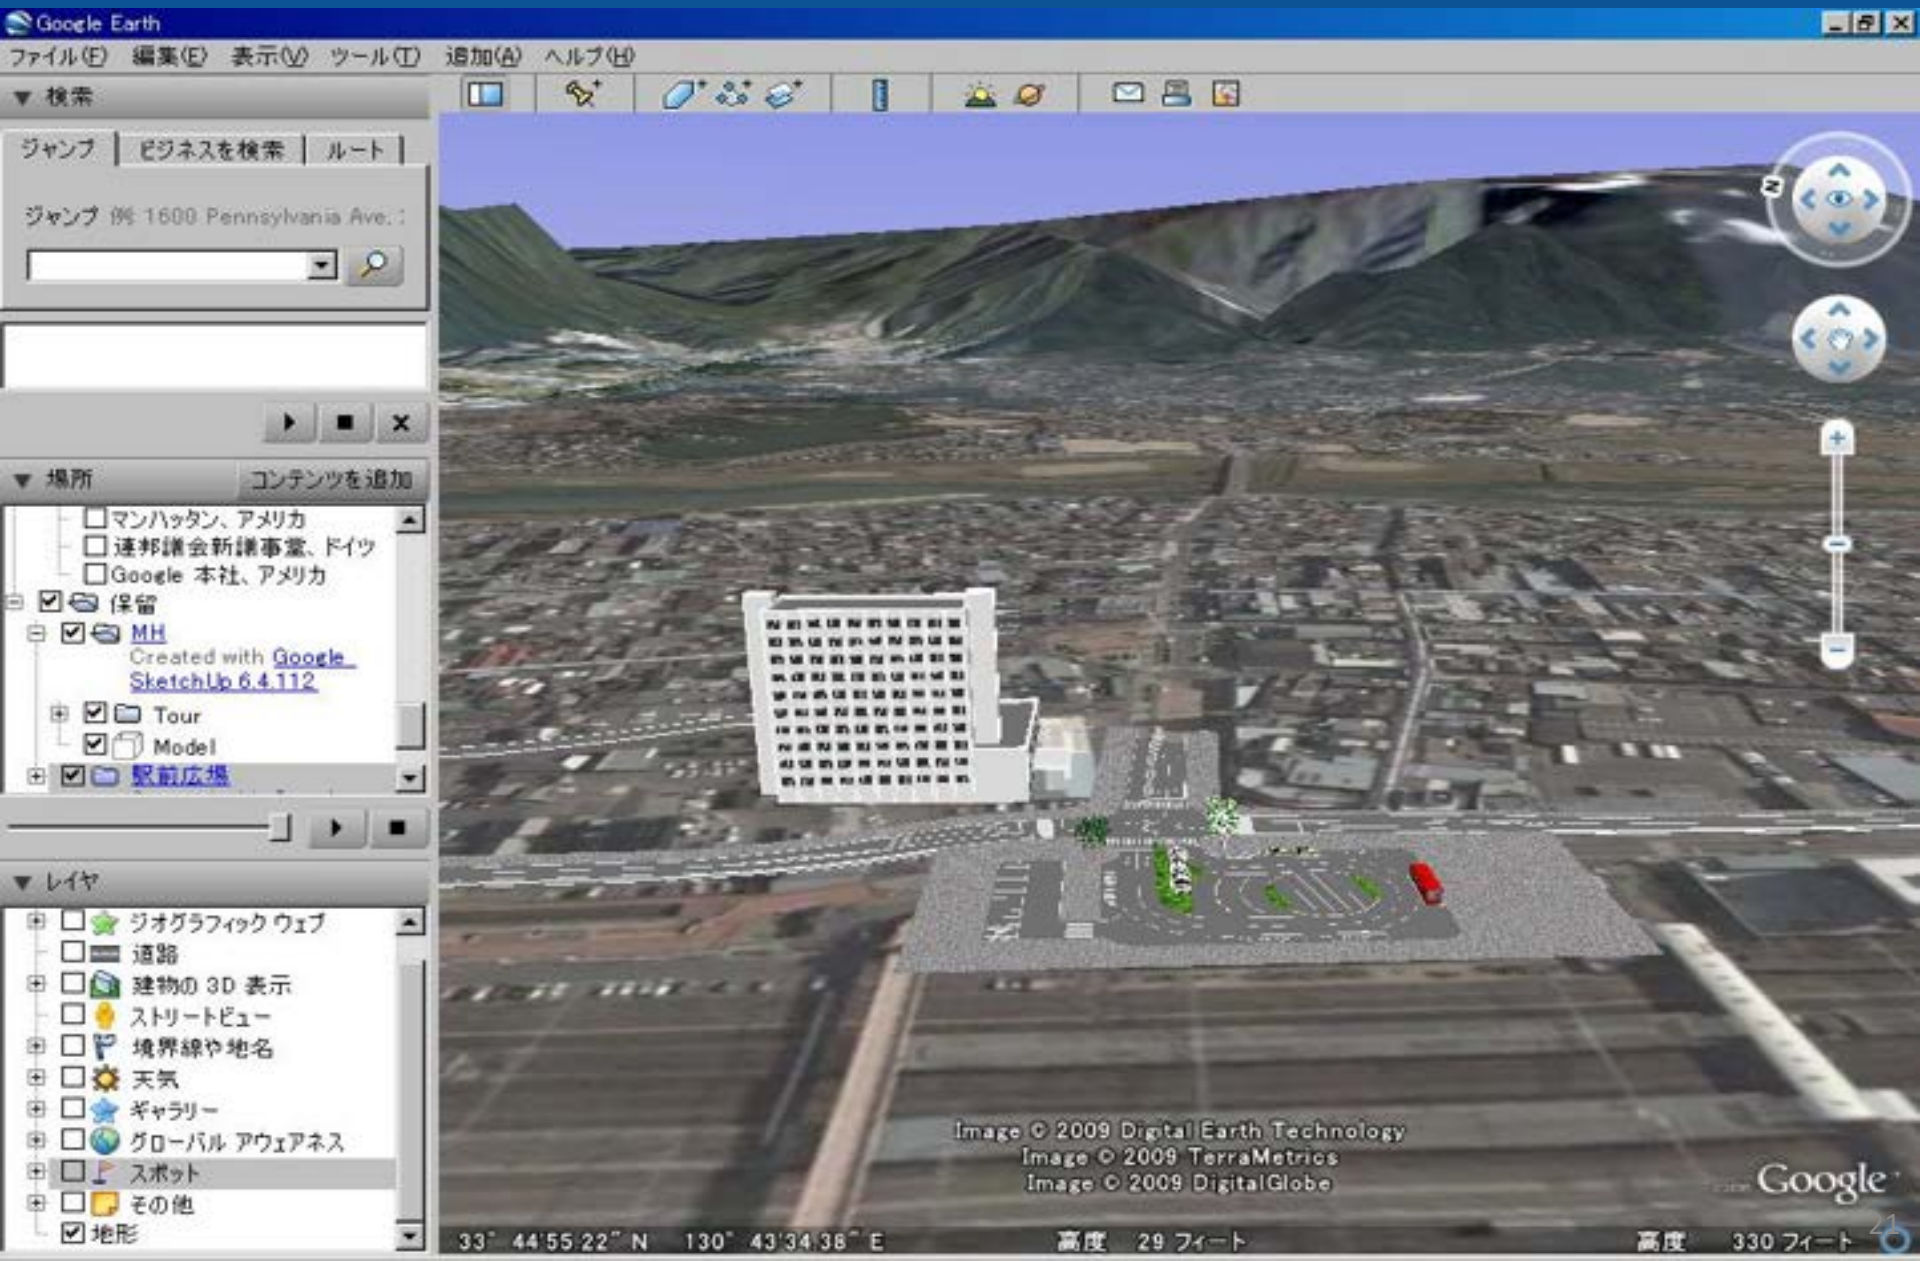 Google Earth
ファイル(F) 編集(E) 表示(V) ツール(T) 追加(A) ヘルプ(H)
▼ 検索
ジャンプ ビジネスを検索 ルート
ジャンプ 例: 1600 Pennsylvania Ave, :
▼ 場所 コンテンツを追加
マンハッタン、アメリカ
連邦議会新議事堂、ドイツ
Google 本社、アメリカ
保留
MH
Created with Google
SketchUp 6.4.112
Tour
Model
駅前広場
▼ レイヤ
ジオグラフィック ウェブ
道路
建物の 3D 表示
ストリートビュー
境界線や地名
天気
ギャラリー
グローバル アウェアネス
スポット
その他
地形
N
Image © 2009 Digital Earth Technology
Image © 2009 TerraMetrics
Image © 2009 DigitalGlobe
Google
33° 44'55.22" N 130° 43'34.38" E 高度 29 フィート 高度 330 フィート
21